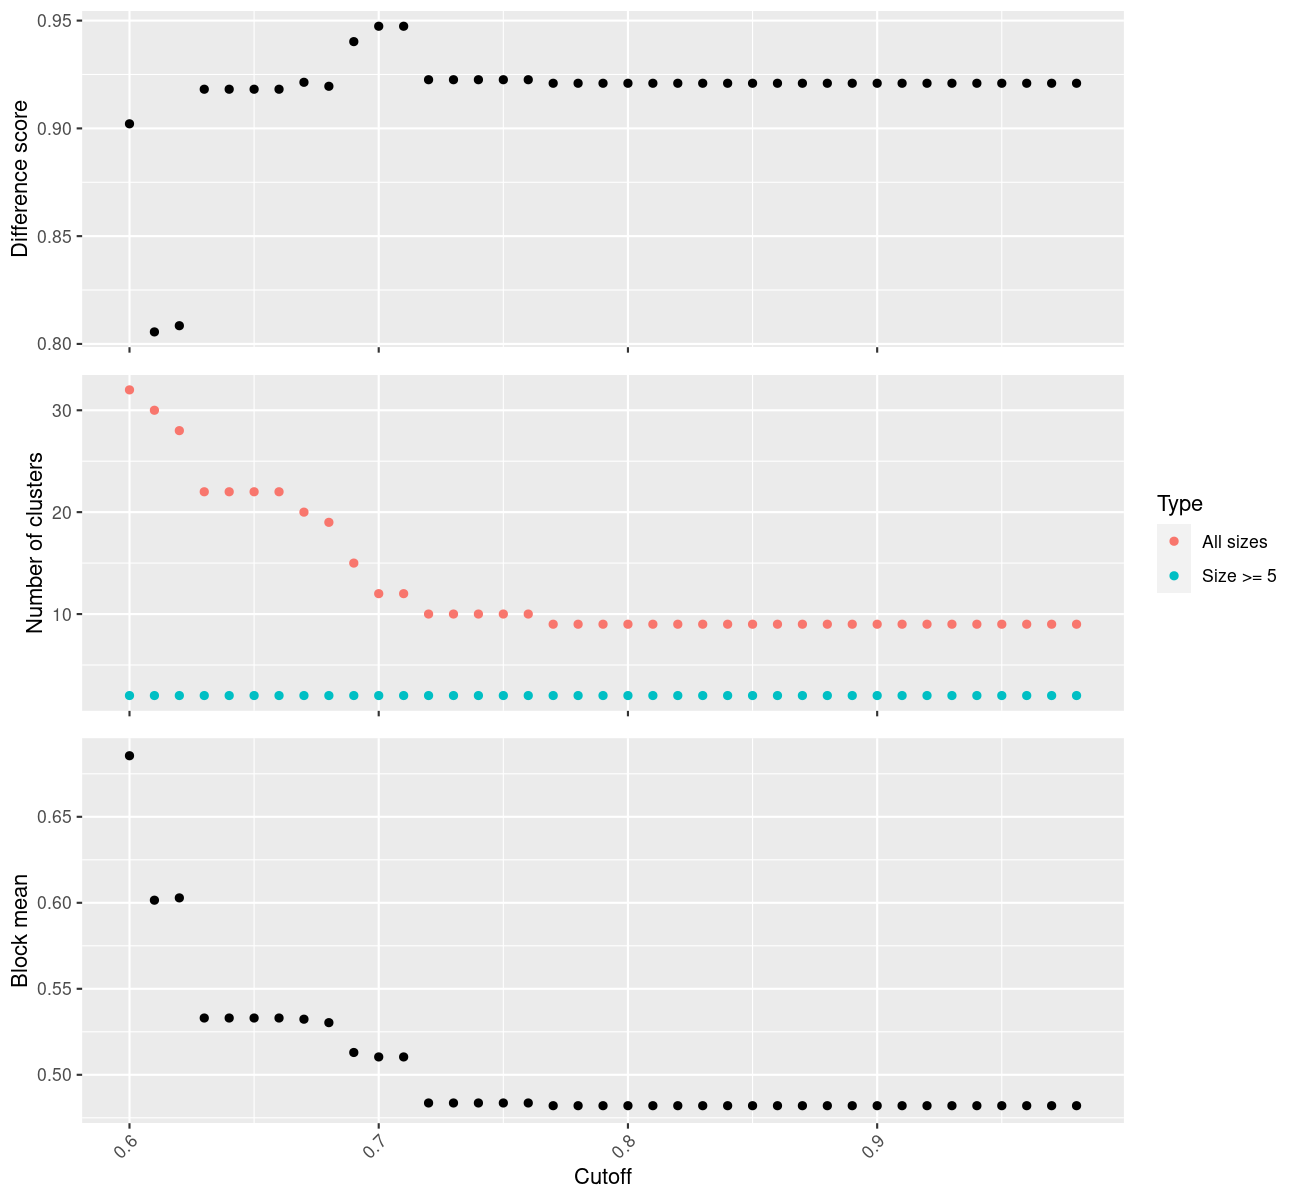 Difference score
0.95
0.90
0.85
0.80
Number of clusters
30
20
10
Type
All sizes
Size >= 5
Block mean
0.65
0.60
0.55
0.50
0.6
0.7
0.8
0.9
Cutoff